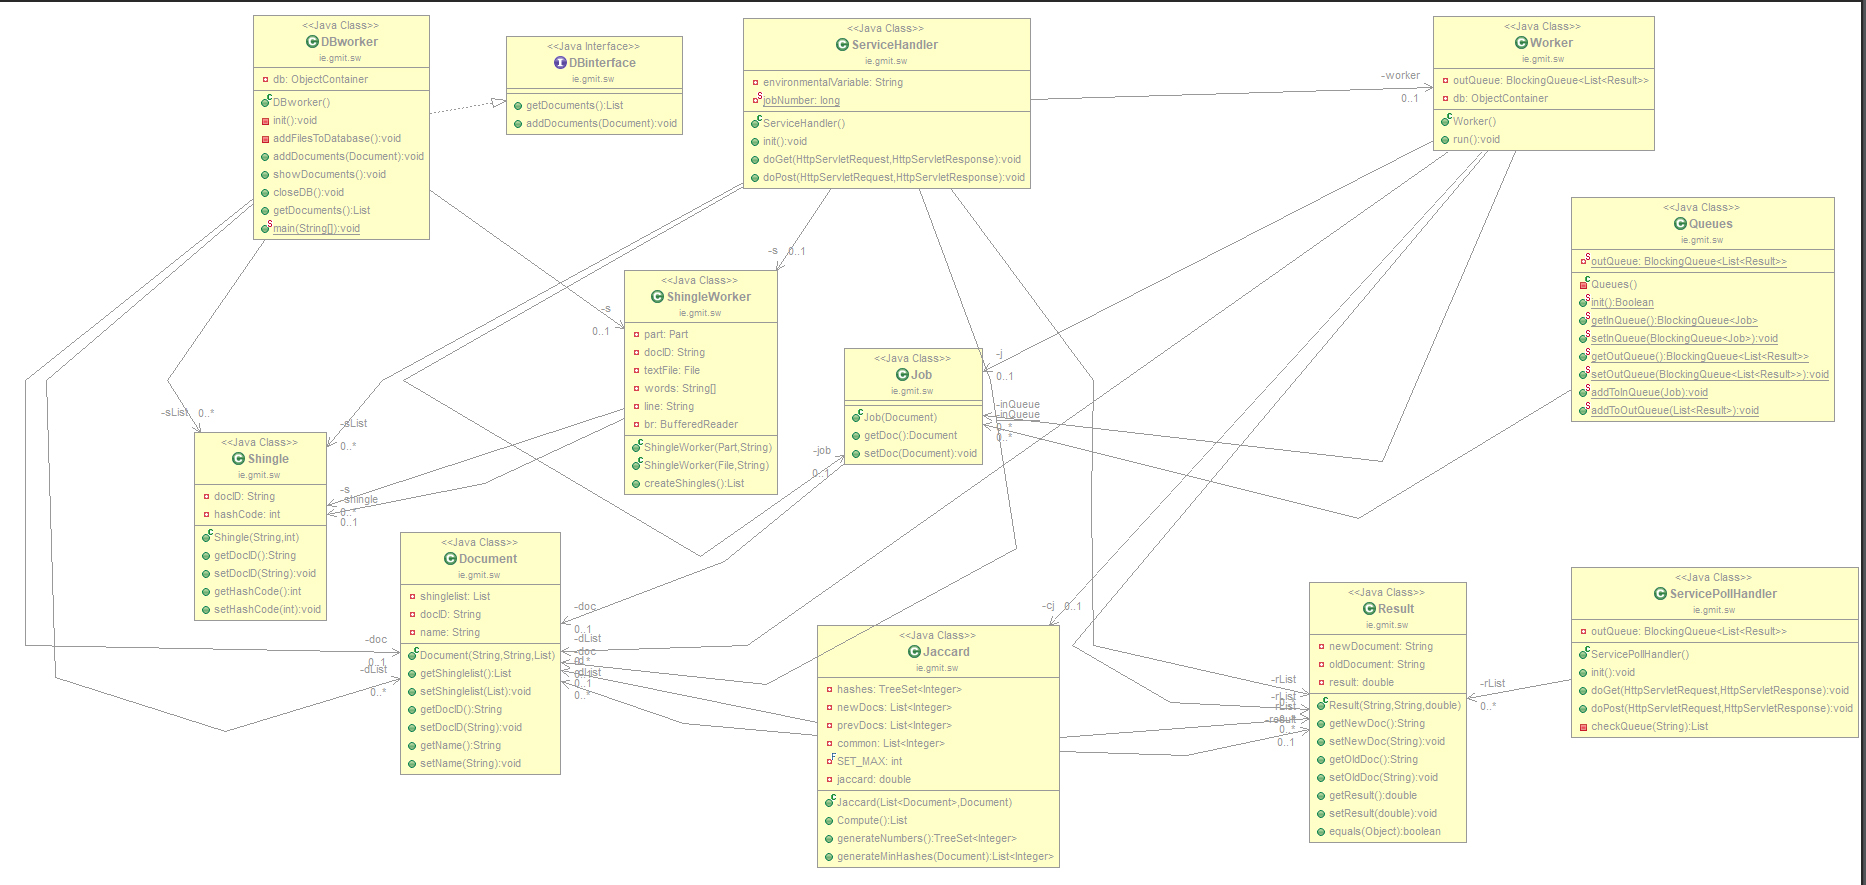 <<Java Class>>
DBworker
ie.gmit.sw
db: ObjectContainer
DBworker()
init():void
addFilesToDatabase():void
addDocuments(Document):void
showDocuments():void
closeDB():void
getDocuments():List
main(String[]):void
<<Java Interface>>
DBinterface
ie.gmit.sw
getDocuments():List
addDocuments(Document):void
<<Java Class>>
ServiceHandler
ie.gmit.sw
environmentalVariable: String
jobNumber: long
ServiceHandler()
init():void
doGet(HttpServletRequest,HttpServletResponse):void
doPost(HttpServletRequest,HttpServletResponse):void
-worker
0..1
<<Java Class>>
Worker
ie.gmit.sw
outQueue: BlockingQueue<List<Result>>
db: ObjectContainer
Worker()
run():void
<<Java Class>>
Queues
ie.gmit.sw
outQueue: BlockingQueue<List<Result>>
Queues()
init():Boolean
getInQueue():BlockingQueue<Job>
setInQueue(BlockingQueue<Job>):void
getOutQueue():BlockingQueue<List<Result>>
setOutQueue(BlockingQueue<List<Result>>):void
addToInQueue(Job):void
addToOutQueue(List<Result>):void
-s
0..1
-s
0..1
<<Java Class>>
ShingleWorker
ie.gmit.sw
part: Part
docID: String
textFile: File
words: String[]
line: String
br: BufferedReader
ShingleWorker(Part,String)
ShingleWorker(File,String)
createShingles():List
-j
0..1
-inQueue
-inQueue
0..*
0..*
<<Java Class>>
Job
ie.gmit.sw
Job(Document)
getDoc():Document
setDoc(Document):void
-job
0..1
-sList
0..*
-sList
0..*
<<Java Class>>
Shingle
ie.gmit.sw
docID: String
hashCode: int
Shingle(String,int)
getDocID():String
setDocID(String):void
getHashCode():int
setHashCode(int):void
-s
-shingle
0..*
0..1
<<Java Class>>
Document
ie.gmit.sw
shinglelist: List
docID: String
name: String
Document(String,String,List)
getShinglelist():List
setShinglelist(List):void
getDocID():String
setDocID(String):void
getName():String
setName(String):void
-doc
0..1
-dList
0..*
-doc
0..1
-dList
-doc
-dList
0..1
0..*
<<Java Class>>
Jaccard
ie.gmit.sw
hashes: TreeSet<Integer>
newDocs: List<Integer>
prevDocs: List<Integer>
common: List<Integer>
SET_MAX: int
jaccard: double
Jaccard(List<Document>,Document)
Compute():List
generateNumbers():TreeSet<Integer>
generateMinHashes(Document):List<Integer>
-cj
0..1
<<Java Class>>
Result
ie.gmit.sw
newDocument: String
oldDocument: String
result: double
Result(String,String,double)
getNewDoc():String
setNewDoc(String):void
getOldDoc():String
setOldDoc(String):void
getResult():double
setResult(double):void
equals(Object):boolean
-rList
-rList
rList
-result
0..*
0..1
-rList
0..*
<<Java Class>>
ServicePollHandler
ie.gmit.sw
outQueue: BlockingQueue<List<Result>>
ServicePollHandler()
init():void
doGet(HttpServletRequest,HttpServletResponse):void
doPost(HttpServletRequest,HttpServletResponse):void
checkQueue(String):List